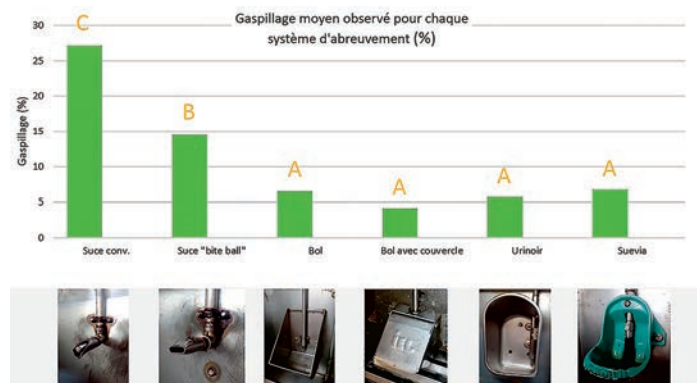 Gaspillage moyen observé pour chaque
système d'abreuvement (%)
Gaspillage (%)
30
25
20
15
10
5
0
C
B
A
A
A
A
Suce conv.
Suce "bite ball"
Bol
Bol avec couvercle
Urinoir
Suevia